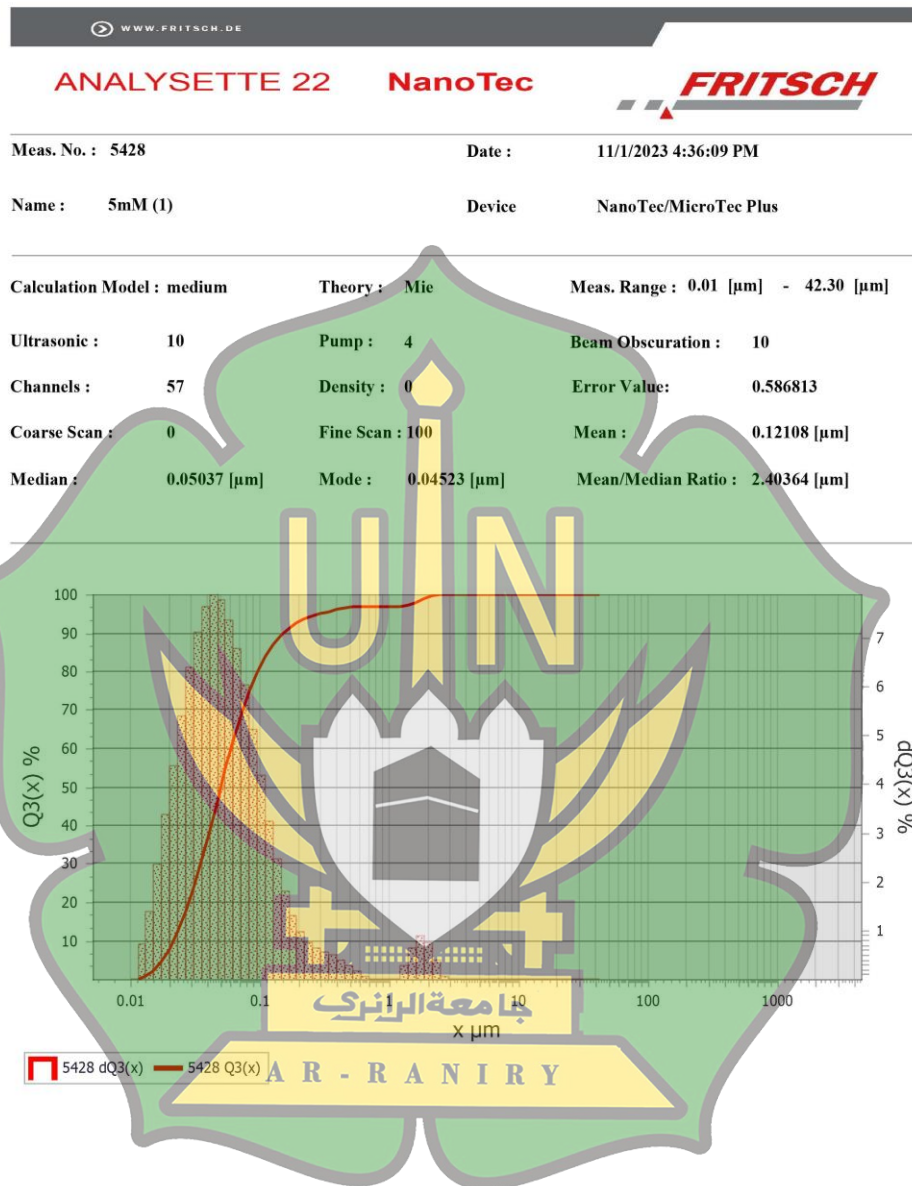 WWW.FRITSCH.DE
ANALYSETTE 22 NanoTec FRITSCH
Meas. No. : 5428 Date : 11/1/2023 4:36:09 PM
Name : 5mM (1) Device NanoTec/MicroTec Plus
Calculation Model : medium Theory : Mie Meas. Range : 0.01 [µm] - 42.30 [µm]
Ultrasonic : 10 Pump : 4 Beam Obscuration : 10
Channels : 57 Density : 0 Error Value: 0.586813
Coarse Scan : 0 Fine Scan : 100 Mean : 0.12108 [µm]
Median : 0.05037 [µm] Mode : 0.04523 [µm] Mean/Median Ratio : 2.40364 [µm]
UIN
100
90
80
70
60
50
40
30
20
10
Q3(x) %
7
6
5
4
3
2
1
dQ3(x) %
0.01 0.1 1 10 100 1000
جامعة الرانري
x µm
5428 dQ3(x) 5428 Q3(x)
AR-RANIRY